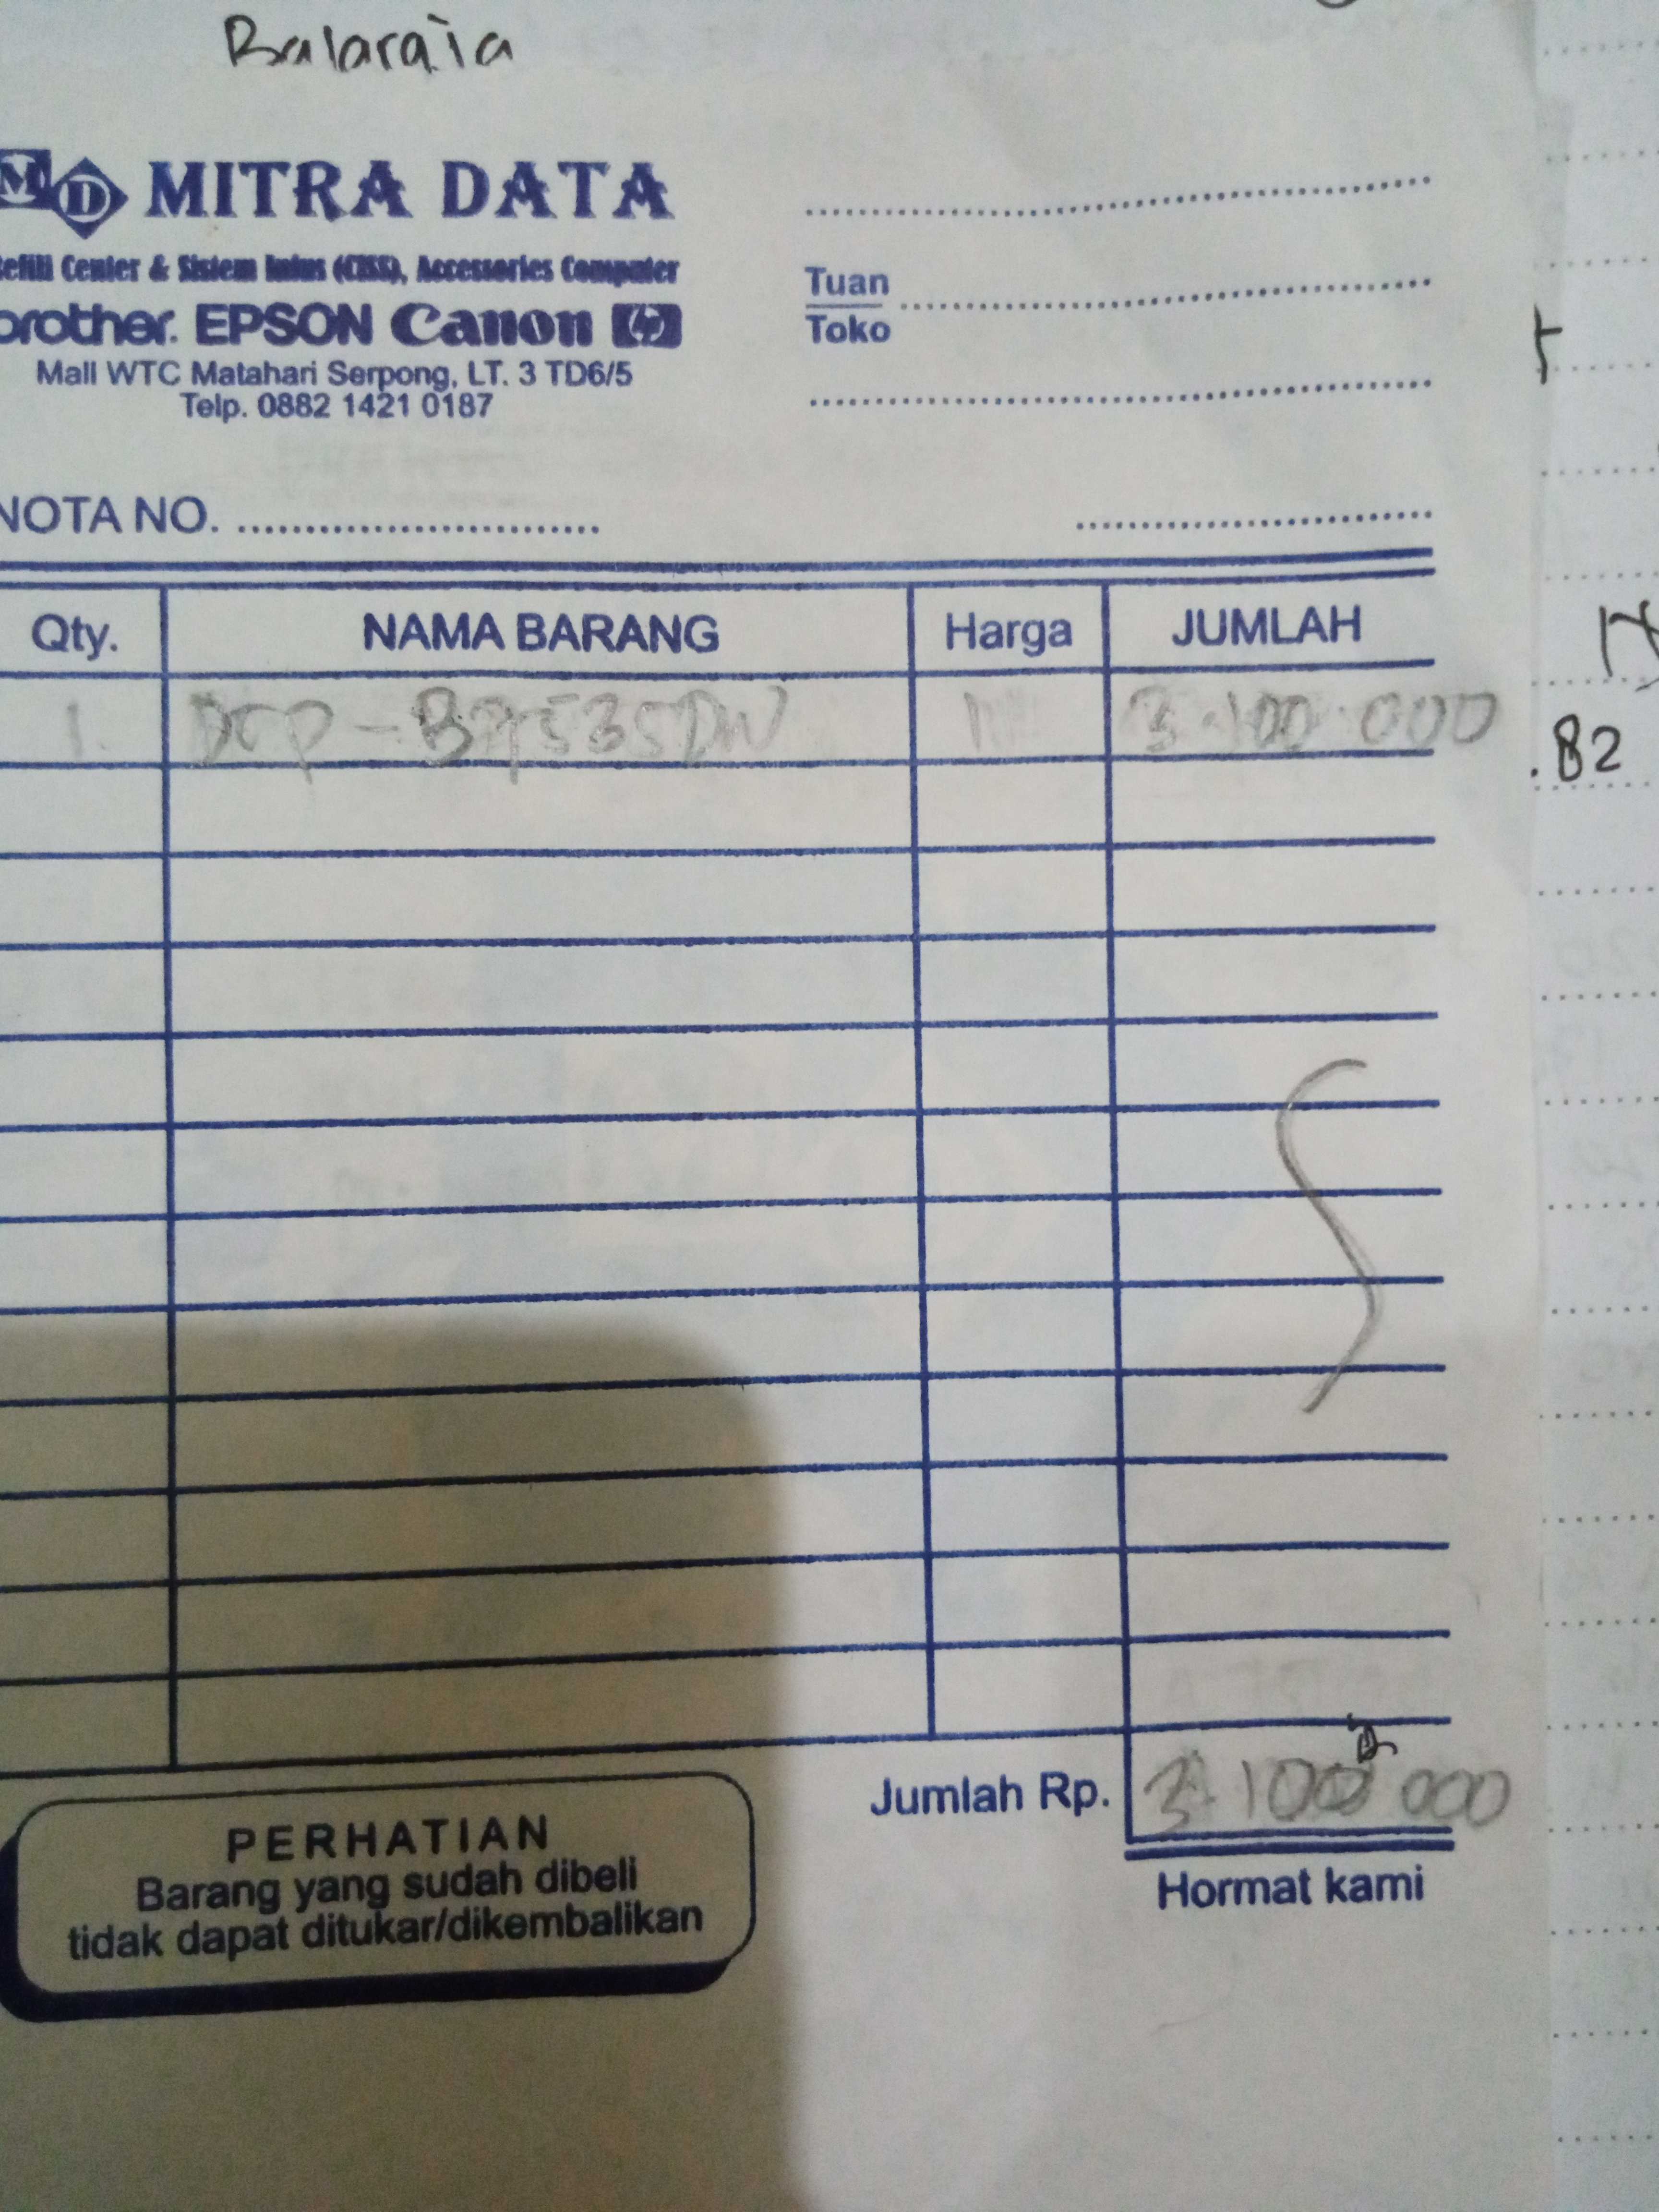 Balaraja
MD MITRA DATA
Refill Center & Sistem Infus (CISS), Accessories Computer
brother. EPSON Canon hp
Mall WTC Matahari Serpong, LT. 3 TD6/5
Telp. 0882 1421 0187
Tuan
Toko
NOTA NO.
Qty. NAMA BARANG Harga JUMLAH
1. DCP - B7535DW 3.100.000
.82
Jumlah Rp. 3.100 000
PERHATIAN
Barang yang sudah dibeli
tidak dapat ditukar/dikembalikan
Hormat kami